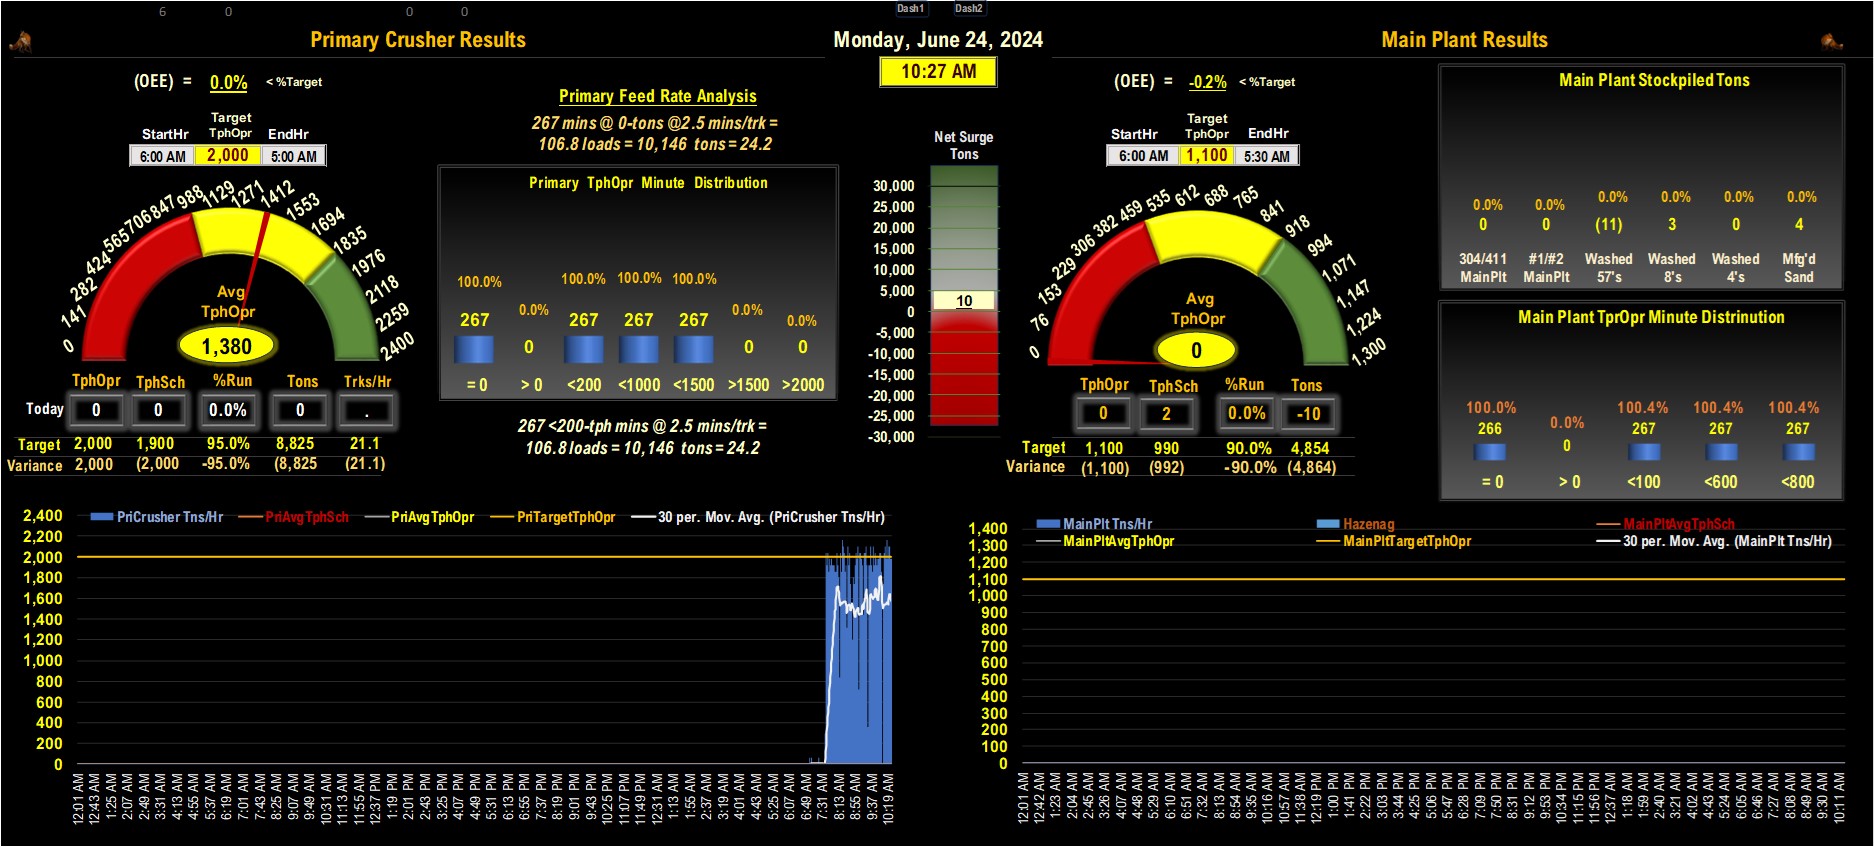 6 0 0 0 Dash1 Dash2
Primary Crusher Results
Monday, June 24, 2024
Main Plant Results
10:27 AM
(OEE) = 0.0% < %Target
Target
StartHr TphOpr EndHr
6:00 AM 2,000 5:00 AM
0 141 282 424 565 706 847 988 1129 1271 1412 1553 1694 1835 1976 2118 2259 2400
Avg
TphOpr
1,380
TphOpr TphSch %Run Tons Trks/Hr
Today 0 0 0.0% 0 .
Target 2,000 1,900 95.0% 8,825 21.1
Variance 2,000 (2,000 -95.0% (8,825 (21.1)
Primary Feed Rate Analysis
267 mins @ 0-tons @2.5 mins/trk =
106.8 loads = 10,146 tons = 24.2
Primary TphOpr Minute Distribution
100.0% 0.0% 100.0% 100.0% 100.0% 0.0% 0.0%
267 0 267 267 267 0 0
= 0 > 0 <200 <1000 <1500 >1500 >2000
267 <200-tph mins @ 2.5 mins/trk =
106.8 loads = 10,146 tons = 24.2
Net Surge
Tons
30,000
25,000
20,000
15,000
10,000
5,000
10
0
-5,000
-10,000
-15,000
-20,000
-25,000
-30,000
(OEE) = -0.2% < %Target
Target
StartHr TphOpr EndHr
6:00 AM 1,100 5:30 AM
0 76 153 229 306 382 459 535 612 688 765 841 918 994 1,071 1,147 1,224 1,300
Avg
TphOpr
0
TphOpr TphSch %Run Tons
0 2 0.0% -10
Target 1,100 990 90.0% 4,854
Variance (1,100) (992) -90.0% (4,864)
Main Plant Stockpiled Tons
0.0% 0.0% 0.0% 0.0% 0.0% 0.0%
0 0 (11) 3 0 4
304/411 #1/#2 Washed Washed Washed Mfg'd
MainPlt MainPlt 57's 8's 4's Sand
Main Plant TprOpr Minute Distrinution
100.0% 0.0% 100.4% 100.4% 100.4%
266 0 267 267 267
= 0 > 0 <100 <600 <800
PriCrusher Tns/Hr PriAvgTphSch PriAvgTphOpr PriTargetTphOpr 30 per. Mov. Avg. (PriCrusher Tns/Hr)
2,400
2,200
2,000
1,800
1,600
1,400
1,200
1,000
800
600
400
200
0
12:01 AM 12:43 AM 1:25 AM 2:07 AM 2:49 AM 3:31 AM 4:13 AM 4:55 AM 5:37 AM 6:19 AM 7:01 AM 7:43 AM 8:25 AM 9:07 AM 9:49 AM 10:31 AM 11:13 AM 11:55 AM 12:37 PM 1:19 PM 2:01 PM 2:43 PM 3:25 PM 4:07 PM 4:49 PM 5:31 PM 6:13 PM 6:55 PM 7:37 PM 8:19 PM 9:01 PM 9:43 PM 10:25 PM 11:07 PM 11:49 PM 12:31 AM 1:13 AM 1:55 AM 2:37 AM 3:19 AM 4:01 AM 4:43 AM 5:25 AM 6:07 AM 6:49 AM 7:31 AM 8:13 AM 8:55 AM 9:37 AM 10:19 AM
MainPlt Tns/Hr Hazenag MainPltAvgTphSch
MainPltAvgTphOpr MainPltTargetTphOpr 30 per. Mov. Avg. (MainPlt Tns/Hr)
1,400
1,300
1,200
1,100
1,000
900
800
700
600
500
400
300
200
100
0
12:01 AM 12:42 AM 1:23 AM 2:04 AM 2:45 AM 3:26 AM 4:07 AM 4:48 AM 5:29 AM 6:10 AM 6:51 AM 7:32 AM 8:13 AM 8:54 AM 9:35 AM 10:16 AM 10:57 AM 11:38 AM 12:19 PM 1:00 PM 1:41 PM 2:22 PM 3:03 PM 3:44 PM 4:25 PM 5:06 PM 5:47 PM 6:28 PM 7:09 PM 7:50 PM 8:31 PM 9:12 PM 9:53 PM 10:34 PM 11:15 PM 11:56 PM 12:37 AM 1:18 AM 1:59 AM 2:40 AM 3:21 AM 4:02 AM 4:43 AM 5:24 AM 6:05 AM 6:46 AM 7:27 AM 8:08 AM 8:49 AM 9:30 AM 10:11 AM